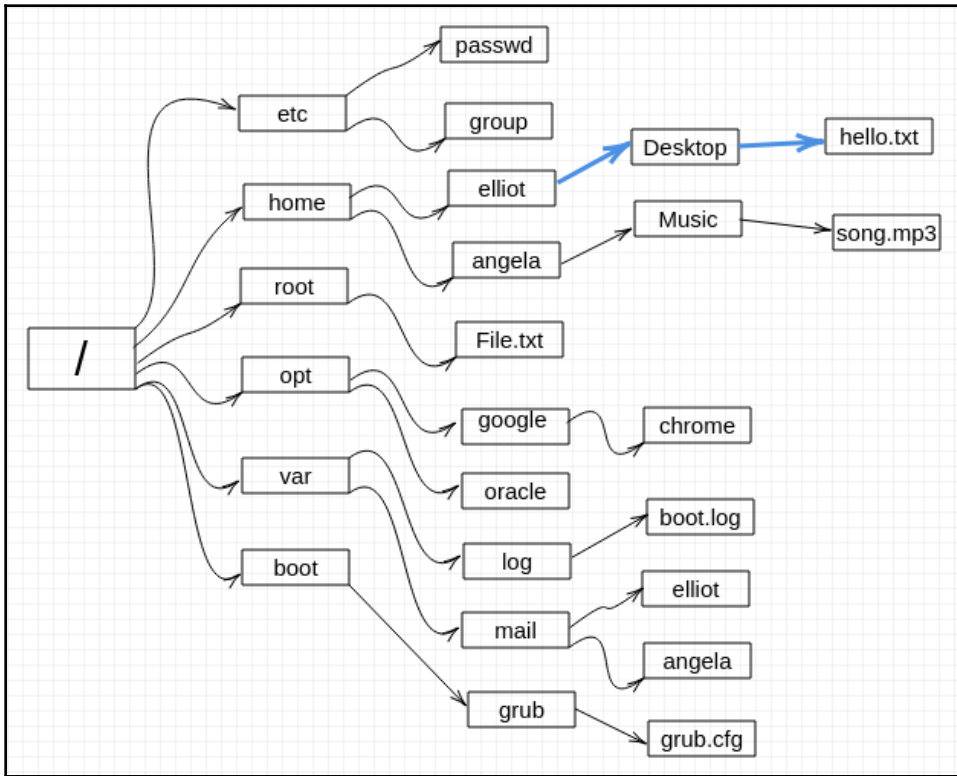 passwd
etc
group
hello.txt
Desktop
elliot
home
Music
song.mp3
angela
root
File.txt
/
opt
google
chrome
var
oracle
boot.log
log
boot
elliot
mail
angela
grub
grub.cfg